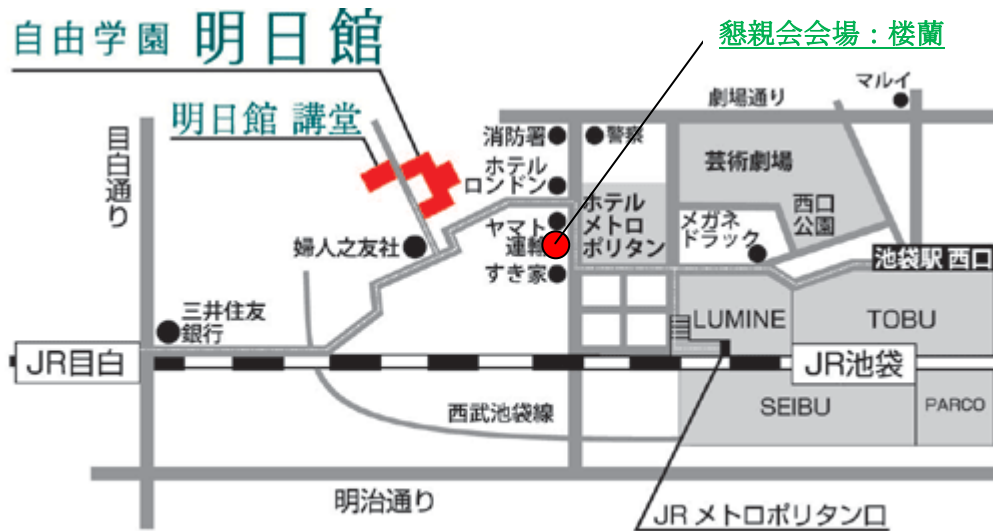 自由学園 明日館
懇親会会場：楼蘭
マルイ
劇場通り
明日館 講堂
目白通り
消防署
警察
ホテル
ロンドン
芸術劇場
ホテル
メトロ
ポリタン
西口
公園
ヤマト
運輸
メガネ
ドラック
婦人之友社
池袋駅 西口
すき家
三井住友
銀行
LUMINE
TOBU
JR目白
JR池袋
西武池袋線
SEIBU
PARCO
明治通り
JR メトロポリタン口